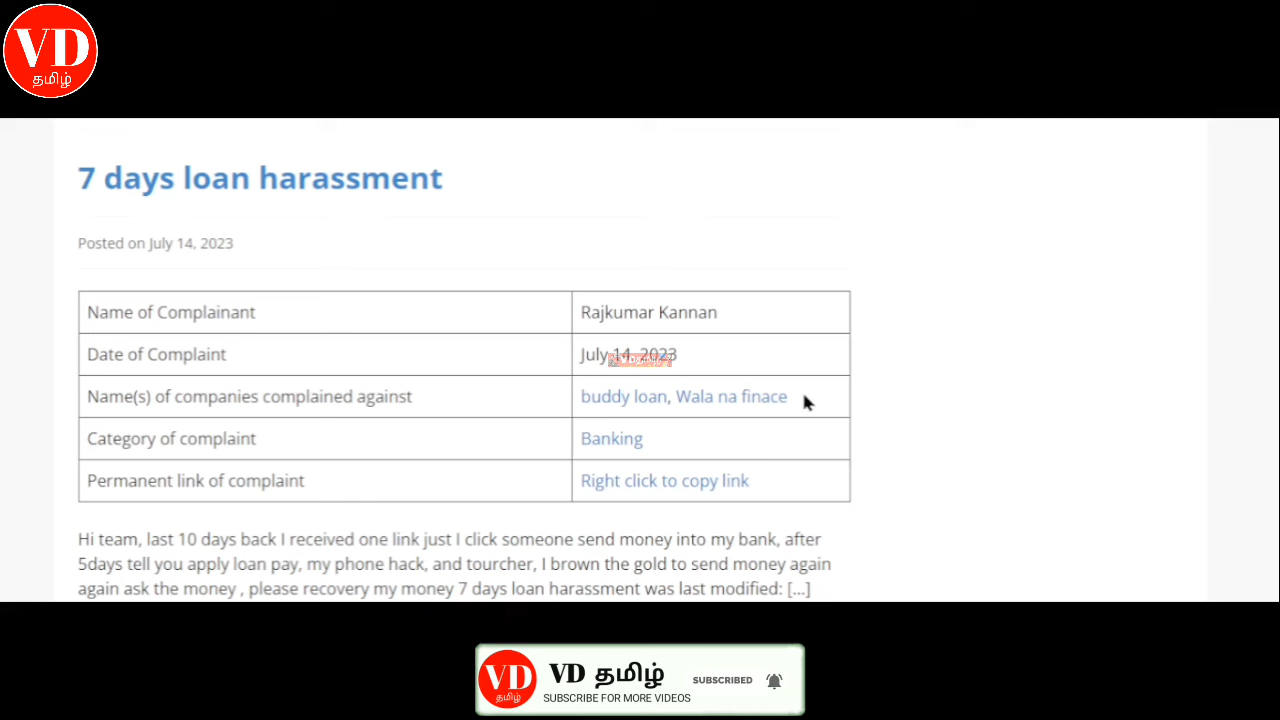 VD
தமிழ்
7 days loan harassment
Posted on July 14, 2023
Name of Complainant Rajkumar Kannan
Date of Complaint July 14, 2023
Name(s) of companies complained against buddy loan, Wala na finace
Category of complaint Banking
Permanent link of complaint Right click to copy link
Hi team, last 10 days back I received one link just I click someone send money into my bank, after
5days tell you apply loan pay, my phone hack, and tourcher, I brown the gold to send money again
again ask the money , please recovery my money 7 days loan harassment was last modified: [...]
VD
தமிழ்
VD தமிழ்
SUBSCRIBE FOR MORE VIDEOS
SUBSCRIBED